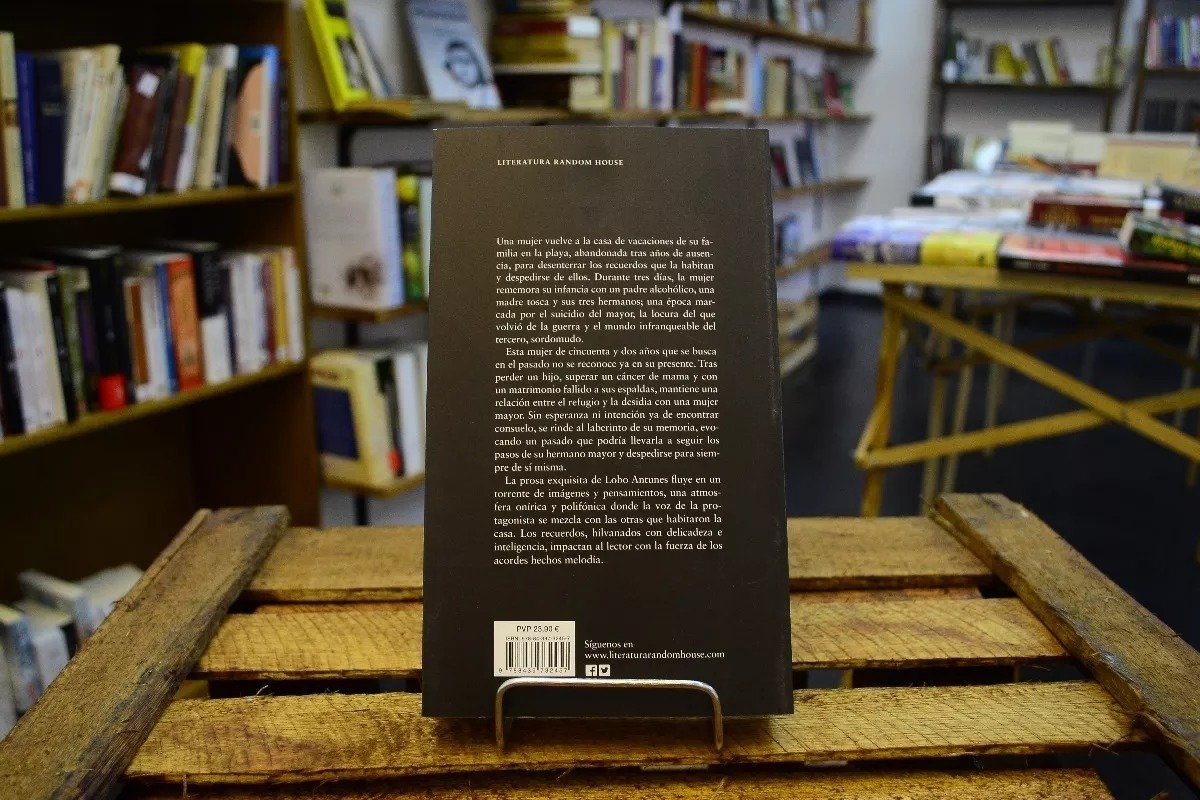 LITERATURA RANDOM HOUSE
Una mujer vuelve a la casa de vacaciones de su fa-
milia en la playa, abandonada tras años de ausen-
cia, para desenterrar los recuerdos que la habitan
y despedirse de ellos. Durante tres días, la mujer
rememora su infancia con un padre alcohólico, una
madre tosca y sus tres hermanos; una época mar-
cada por el suicidio del mayor, la locura del que
volvió de la guerra y el mundo infranqueable del
tercero, sordomudo.
Esta mujer de cincuenta y dos años que se busca
en el pasado no se reconoce ya en su presente. Tras
perder un hijo, superar un cáncer de mama y con
un matrimonio fallido a sus espaldas, mantiene una
relación entre el refugio y la desidia con una mujer
mayor. Sin esperanza ni intención ya de encontrar
consuelo, se rinde al laberinto de su memoria, evo-
cando un pasado que podría llevarla a seguir los
pasos de su hermano mayor y despedirse para siem-
pre de sí misma.
La prosa exquisita de Lobo Antunes fluye en un
torrente de imágenes y pensamientos, una atmos-
fera onírica y polifónica donde la voz de la pro-
tagonista se mezcla con las otras que habitaron la
casa. Los recuerdos, hilvanados con delicadeza e
inteligencia, impactan al lector con la fuerza de los
acordes hechos melodía.
PVP 23,90 €
Síguenos en
www.literaturarandomhouse.com